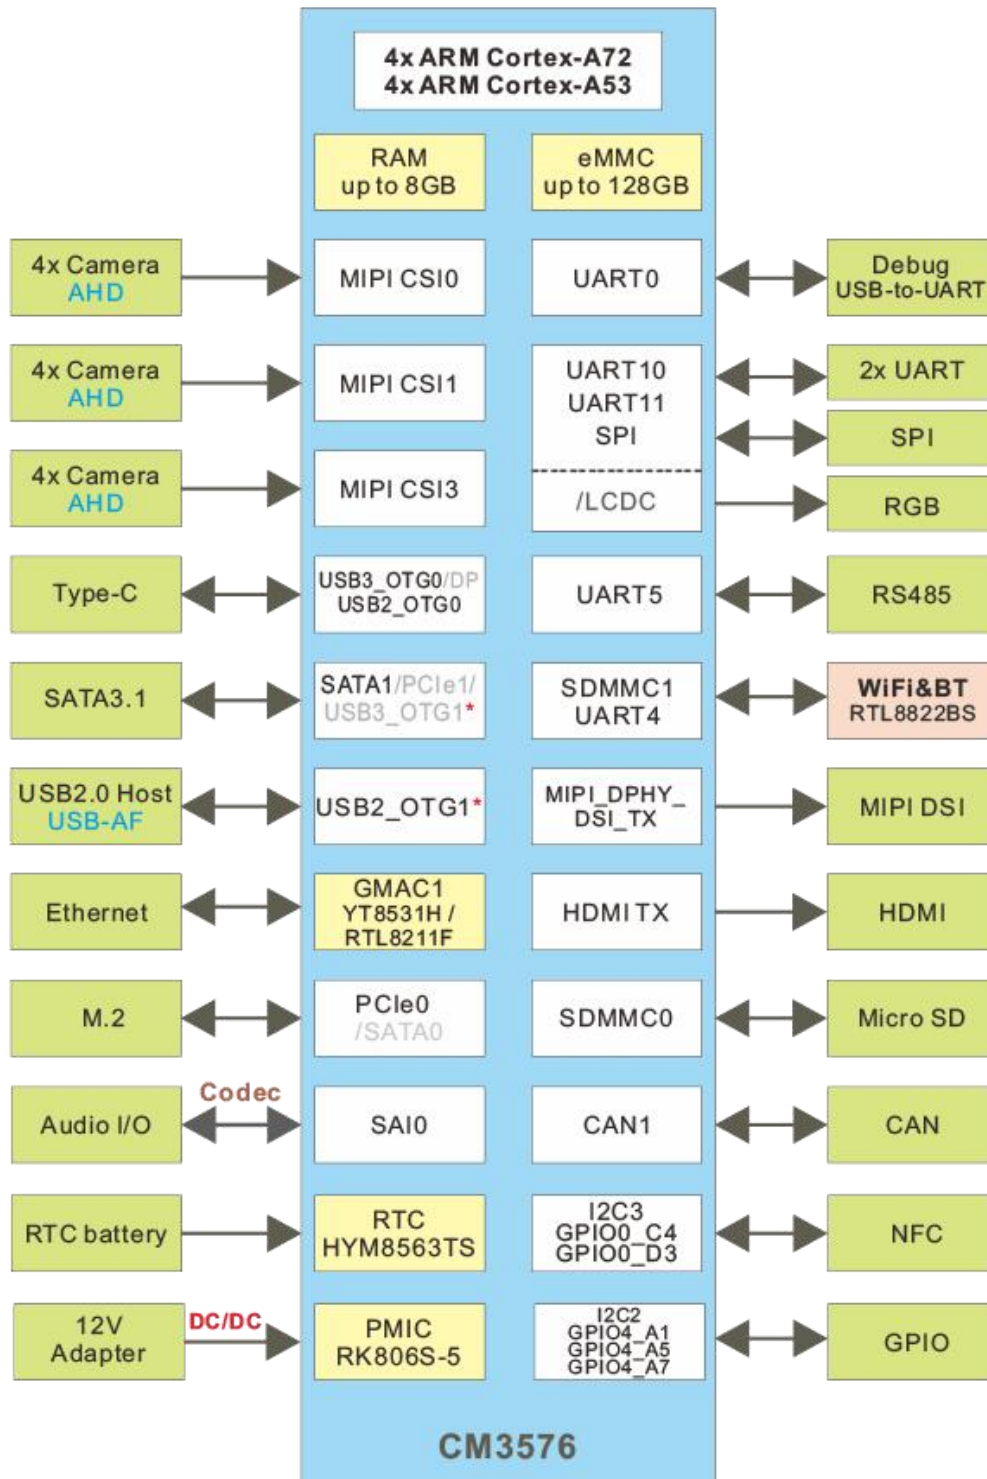 4x ARM Cortex-A72
4x ARM Cortex-A53
RAM
up to 8GB
eMMC
up to 128GB
4x Camera
AHD
MIPI CSI0
UART0
Debug
USB-to-UART
4x Camera
AHD
MIPI CSI1
UART10
UART11
SPI
/LCDC
2x UART
SPI
RGB
4x Camera
AHD
MIPI CSI3
Type-C
USB3_OTG0/DP
USB2_OTG0
UART5
RS485
SATA3.1
SATA1/PCIe1/
USB3_OTG1*
SDMMC1
UART4
WiFi&BT
RTL8822BS
USB2.0 Host
USB-AF
USB2_OTG1*
MIPI_DPHY_
DSI_TX
MIPI DSI
Ethernet
GMAC1
YT8531H /
RTL8211F
HDMI TX
HDMI
M.2
PCIe0
/SATA0
SDMMC0
Micro SD
Audio I/O
Codec
SAI0
CAN1
CAN
RTC battery
RTC
HYM8563TS
I2C3
GPIO0_C4
GPIO0_D3
NFC
12V
Adapter
DC/DC
PMIC
RK806S-5
I2C2
GPIO4_A1
GPIO4_A5
GPIO4_A7
GPIO
CM3576